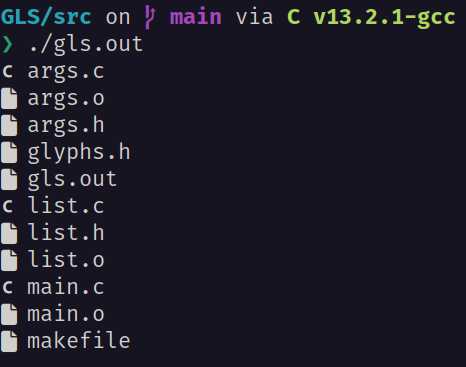 GLS/src on main via C v13.2.1-gcc
❯ ./gls.out
C args.c
args.o
args.h
glyphs.h
gls.out
C list.c
list.h
list.o
C main.c
main.o
makefile